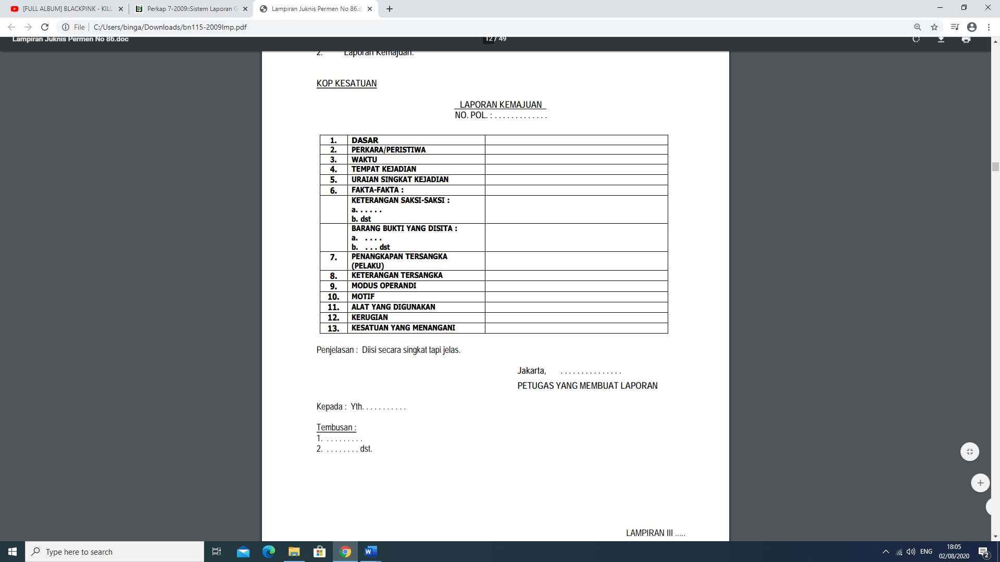 [FULL ALBUM] BLACKPINK - KILL
Perkap 7-2009::Sistem Laporan G
Lampiran Juknis Permen No 86.d
File
C:/Users/binga/Downloads/bn115-2009lmp.pdf
Lampiran Juknis Permen No 86.doc
12 / 49
2. Laporan Kemajuan.
KOP KESATUAN
LAPORAN KEMAJUAN
NO. POL. : . . . . . . . . . . . . .
1. DASAR
2. PERKARA/PERISTIWA
3. WAKTU
4. TEMPAT KEJADIAN
5. URAIAN SINGKAT KEJADIAN
6. FAKTA-FAKTA :
KETERANGAN SAKSI-SAKSI :
a. . . . . .
b. dst
BARANG BUKTI YANG DISITA :
a. . . . .
b. . . . dst
7. PENANGKAPAN TERSANGKA
(PELAKU)
8. KETERANGAN TERSANGKA
9. MODUS OPERANDI
10. MOTIF
11. ALAT YANG DIGUNAKAN
12. KERUGIAN
13. KESATUAN YANG MENANGANI
Penjelasan : Diisi secara singkat tapi jelas.
Jakarta, . . . . . . . . . . . . . . .
PETUGAS YANG MEMBUAT LAPORAN
Kepada : Yth. . . . . . . . . . .
Tembusan :
1. . . . . . . . . .
2. . . . . . . . . dst.
LAMPIRAN III .....
Type here to search
ENG
18:05
02/08/2020
2